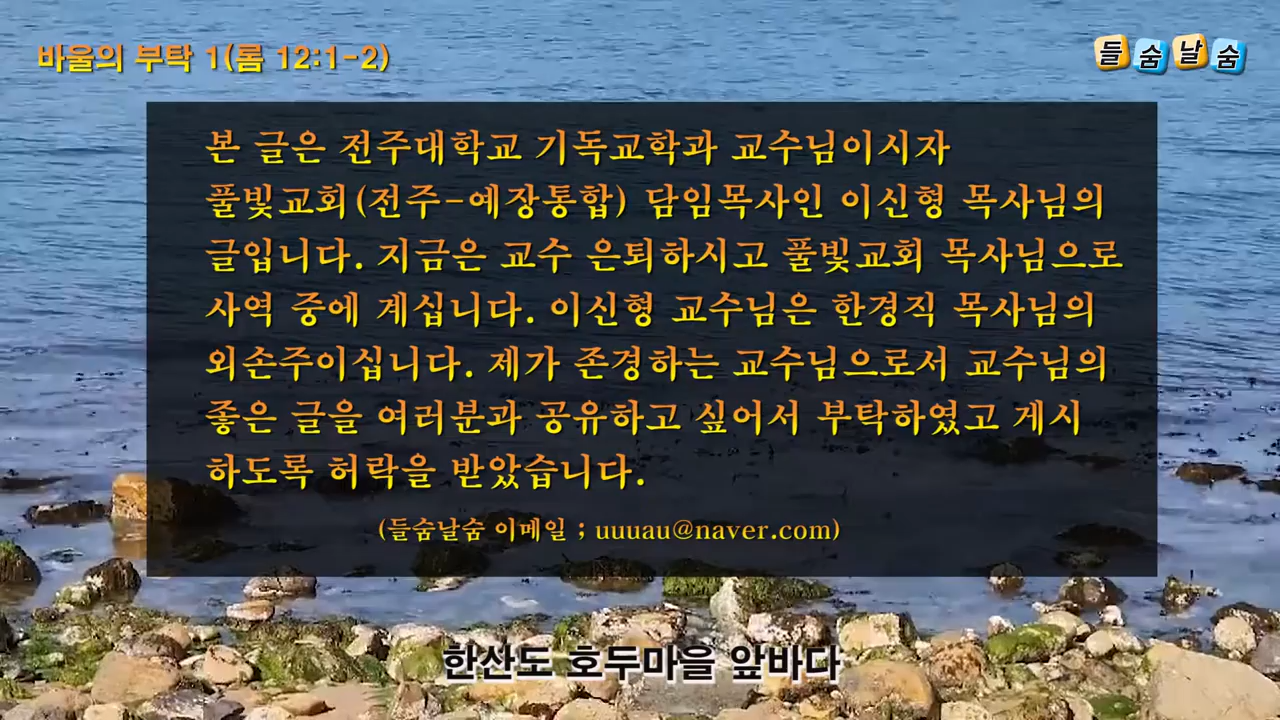 바울의 부탁 1(롬 12:1-2)
들숨날숨
본 글은 전주대학교 기독교학과 교수님이시자
풀빛교회(전주-예장통합) 담임목사인 이신형 목사님의
글입니다. 지금은 교수 은퇴하시고 풀빛교회 목사님으로
사역 중에 계십니다. 이신형 교수님은 한경직 목사님의
외손주이십니다. 제가 존경하는 교수님으로서 교수님의
좋은 글을 여러분과 공유하고 싶어서 부탁하였고 게시
하도록 허락을 받았습니다.
(들숨날숨 이메일 ; uuuau@naver.com)
한산도 호두마을 앞바다